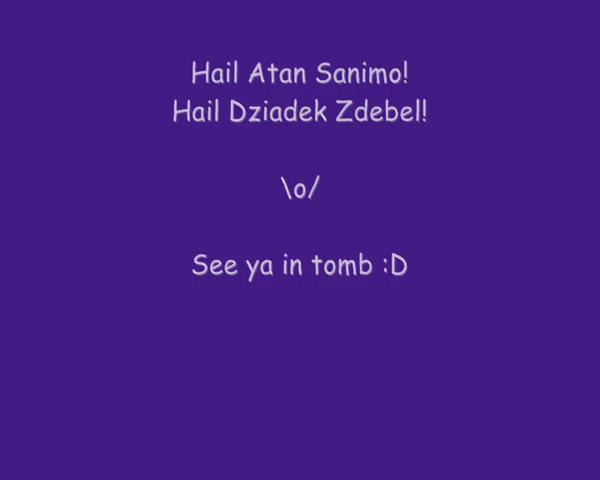 Hail Atan Sanimo!
Hail Dziadek Zdebel!
\o/
See ya in tomb :D